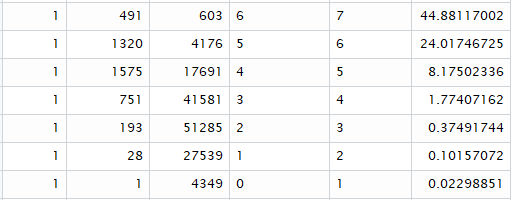 1 491 603 6 7 44.88117002
1 1320 4176 5 6 24.01746725
1 1575 17691 4 5 8.17502336
1 751 41581 3 4 1.77407162
1 193 51285 2 3 0.37491744
1 28 27539 1 2 0.10157072
1 1 4349 0 1 0.02298851